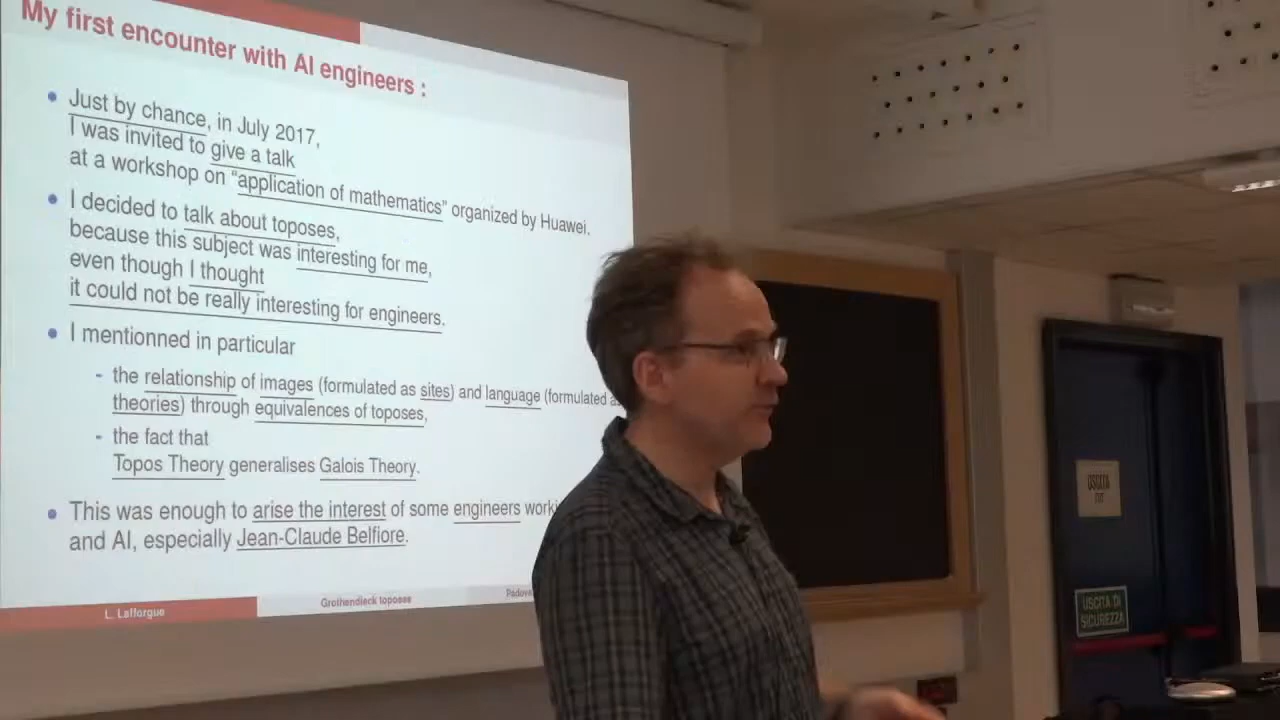 My first encounter with AI engineers :
• Just by chance, in July 2017,
I was invited to give a talk
at a workshop on “application of mathematics” organized by Huawei.
• I decided to talk about toposes,
because this subject was interesting for me,
even though I thought
it could not be really interesting for engineers.
• I mentionned in particular
- the relationship of images (formulated as sites) and language (formulated
theories) through equivalences of toposes,
- the fact that
Topos Theory generalises Galois Theory.
• This was enough to arise the interest of some engineers
and AI, especially Jean-Claude Belfiore.
L. Lafforgue
Grothendieck toposes
Padova
USCITA
EXIT
USCITA DI
SICUREZZA